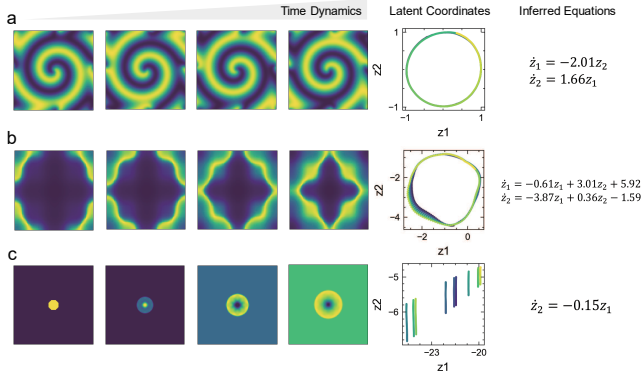 Time Dynamics Latent Coordinates Inferred Equations
a
1
0
−1
z2
−1 0 1
z1
ż₁ = −2.01z₂
ż₂ = 1.66z₁
b
−2
−4
z2
−2 0
z1
ż₁ = −0.61z₁ + 3.01z₂ + 5.92
ż₂ = −3.87z₁ + 0.36z₂ − 1.59
c
−5
−6
z2
−23 −20
z1
ż₂ = −0.15z₁